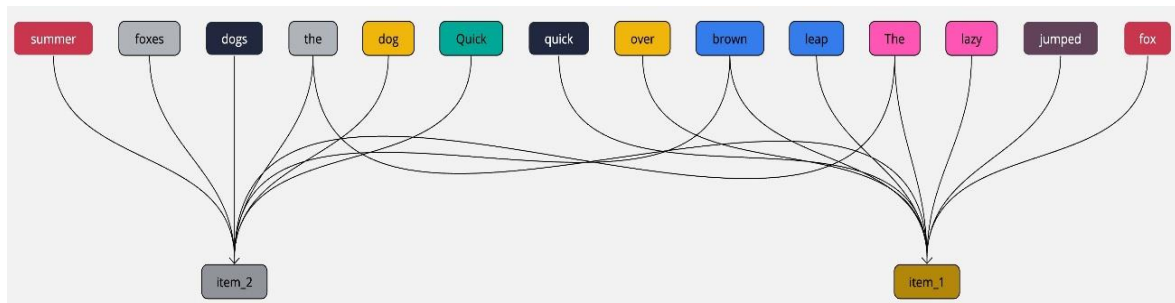 summer foxes dogs the dog Quick quick over brown leap The lazy jumped fox
item_2 item_1